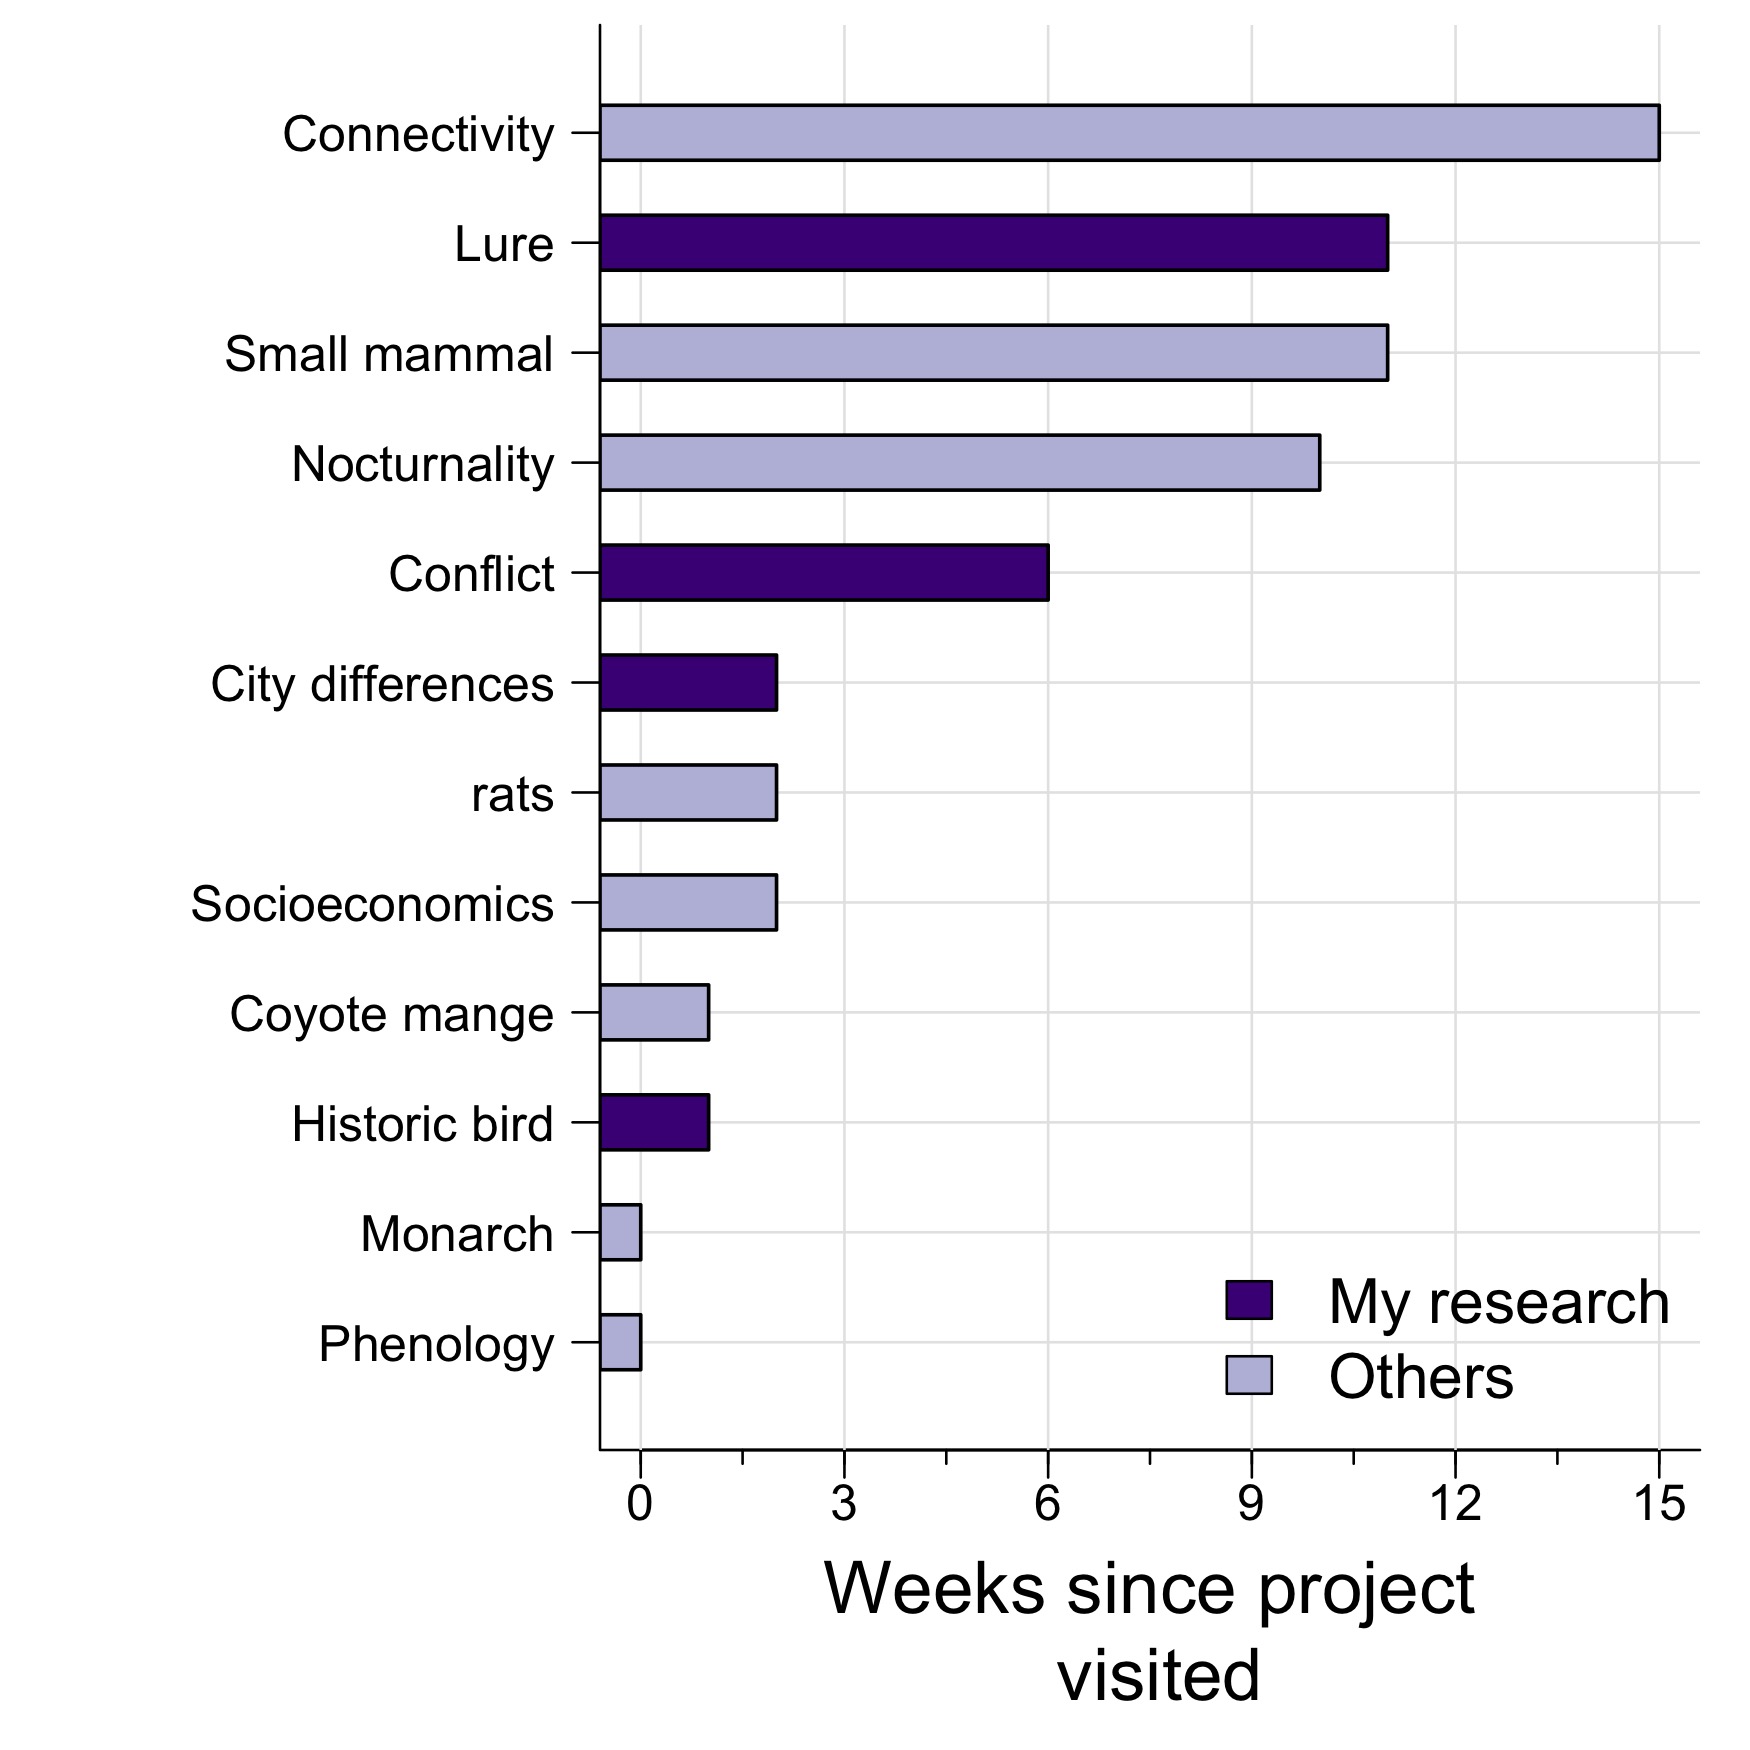 Connectivity
Lure
Small mammal
Nocturnality
Conflict
City differences
rats
Socioeconomics
Coyote mange
Historic bird
Monarch
Phenology
My research
Others
0 3 6 9 12 15
Weeks since project
visited